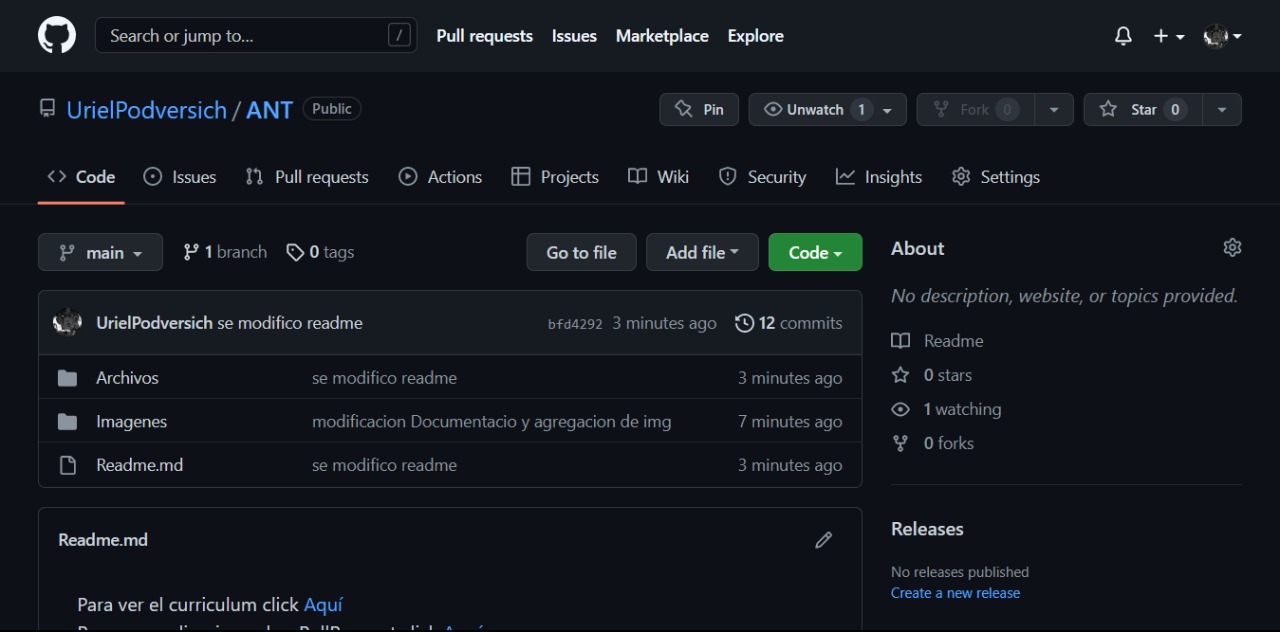 Search or jump to... / Pull requests Issues Marketplace Explore
UrielPodversich / ANT Public Pin Unwatch 1 Fork 0 Star 0
Code Issues Pull requests Actions Projects Wiki Security Insights Settings
main 1 branch 0 tags Go to file Add file Code
UrielPodversich se modifico readme bfd4292 3 minutes ago 12 commits
Archivos se modifico readme 3 minutes ago
Imagenes modificacion Documentacio y agregacion de img 7 minutes ago
Readme.md se modifico readme 3 minutes ago
Readme.md
Para ver el curriculum click Aquí
About
No description, website, or topics provided.
Readme
0 stars
1 watching
0 forks
Releases
No releases published
Create a new release